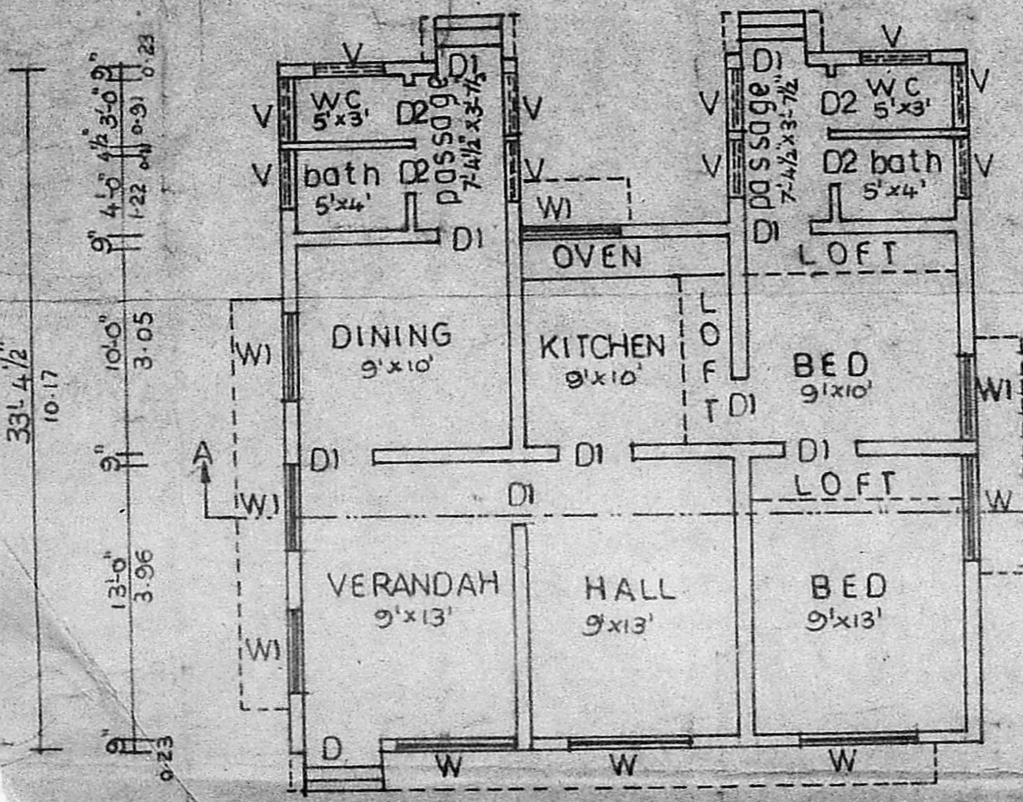 V
V
D1
D1
V
V
WC
5'x3'
D2
passage
7'-4½"x3'-7½"
V
V
bath
5'x4'
D2
V
D1
V
passage
7'-4½"x3'-7½"
D2
WC
5'x3'
V
D2
bath
5'x4'
V
D1
W1
OVEN
LOFT
9"
0.23
3'-0"
0.91
4½"
0.11
4'-0"
1.22
9"
10'-0"
3.05
33'-4½"
10.17
9"
13'-0"
3.96
9"
0.23
W1
DINING
9'x10'
KITCHEN
9'x10'
LOFT
BED
9'x10'
W1
D1
A
D1
D1
D1
W1
D1
LOFT
W
VERANDAH
9'x13'
HALL
9'x13'
BED
9'x13'
W1
D
W
W
W